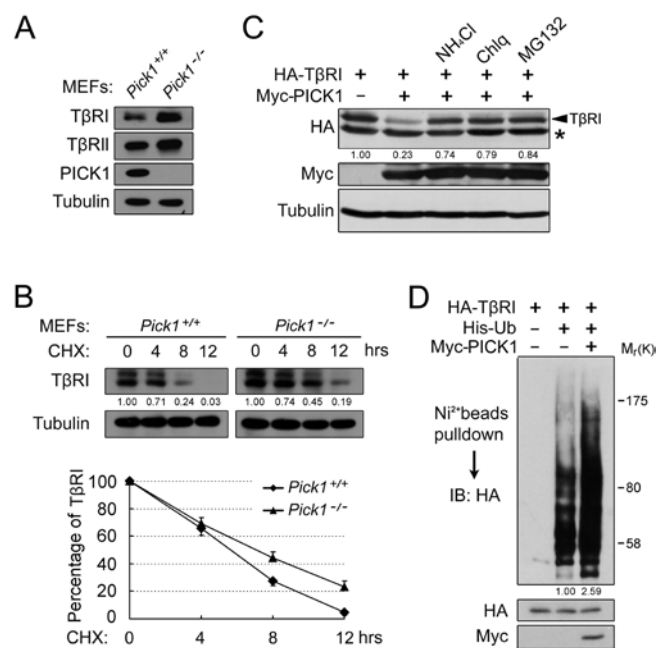 A
MEFs: Pick1+/+ Pick1-/-
TβRI
TβRII
PICK1
Tubulin
B
MEFs: Pick1+/+ Pick1-/-
CHX: 0 4 8 12 0 4 8 12 hrs
TβRI
1.00 0.71 0.24 0.03 1.00 0.74 0.45 0.19
Tubulin
Percentage of TβRI
100
80
60
40
20
0
Pick1+/+
Pick1-/-
0 4 8 12
CHX: hrs
C
NH₄Cl Chlq MG132
HA-TβRI + + + + +
Myc-PICK1 – + + + +
HA TβRI
*
1.00 0.23 0.74 0.79 0.84
Myc
Tubulin
D
HA-TβRI + + +
His-Ub – + +
Myc-PICK1 – – +
Mr(K)
Ni²⁺beads
pulldown
IB: HA
-175
-80
-58
1.00 2.59
HA
Myc